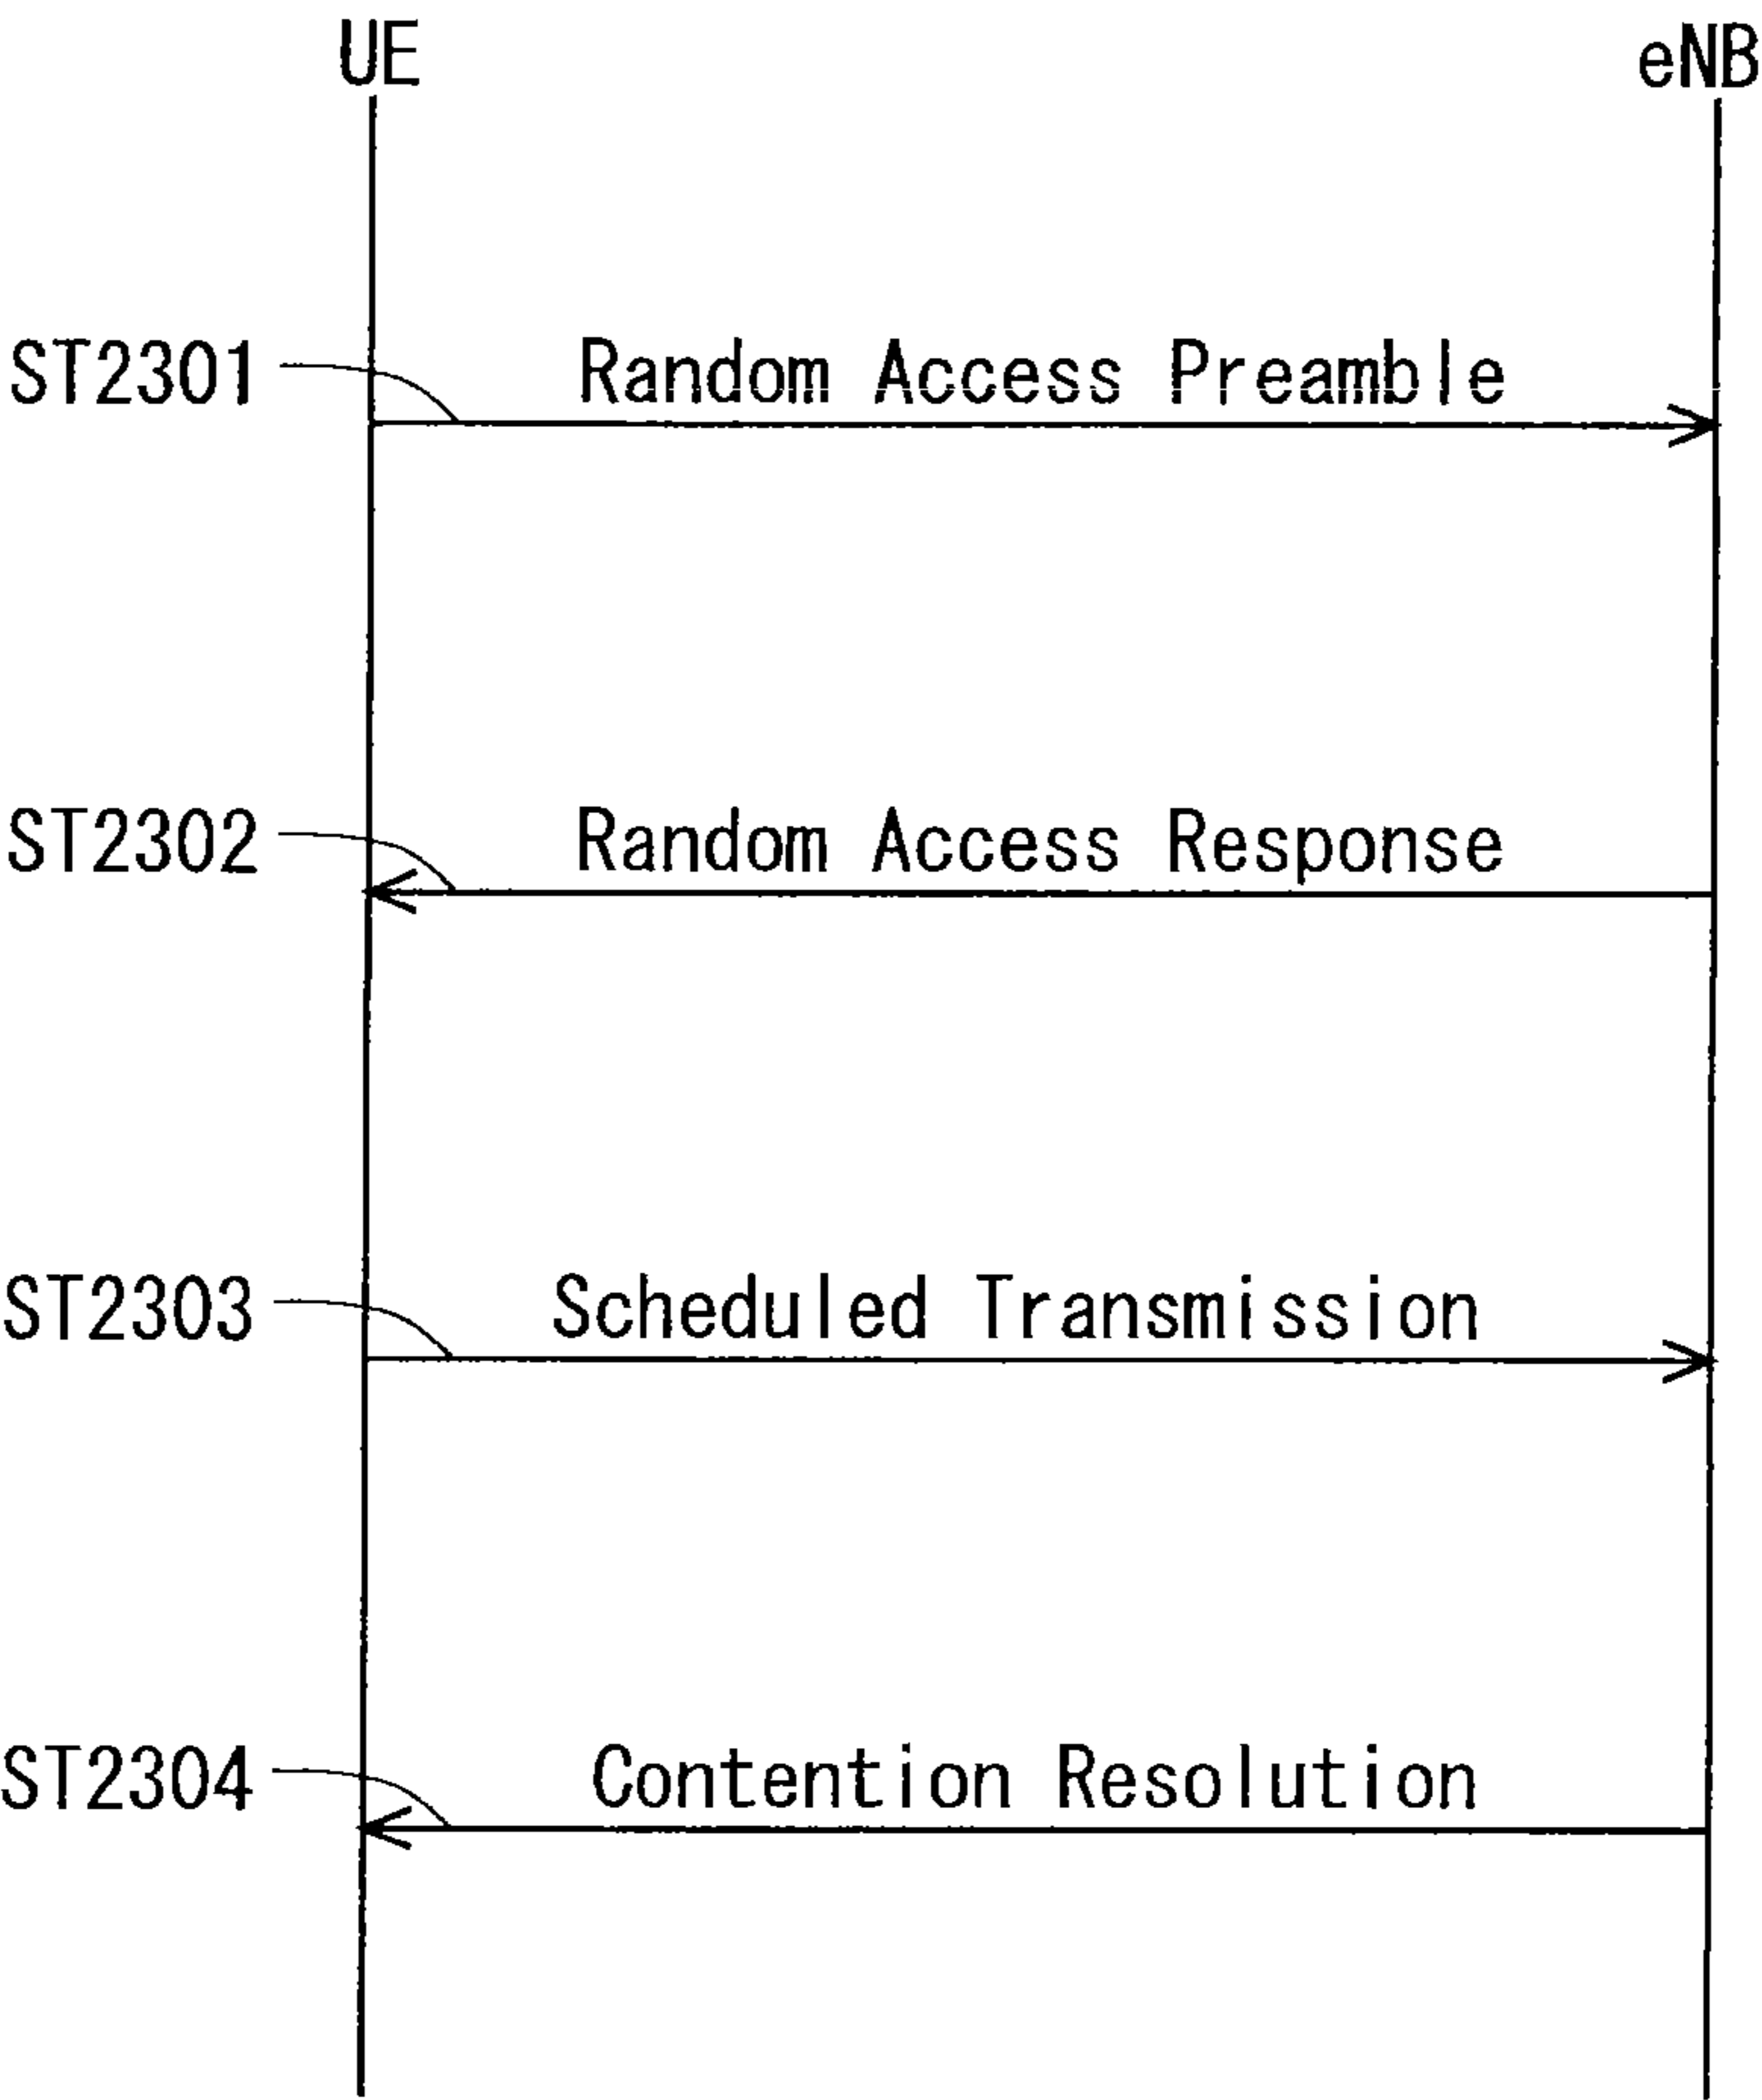 UE eNB
ST2301 Random Access Preamble
ST2302 Random Access Response
ST2303 Scheduled Transmission
ST2304 Contention Resolution